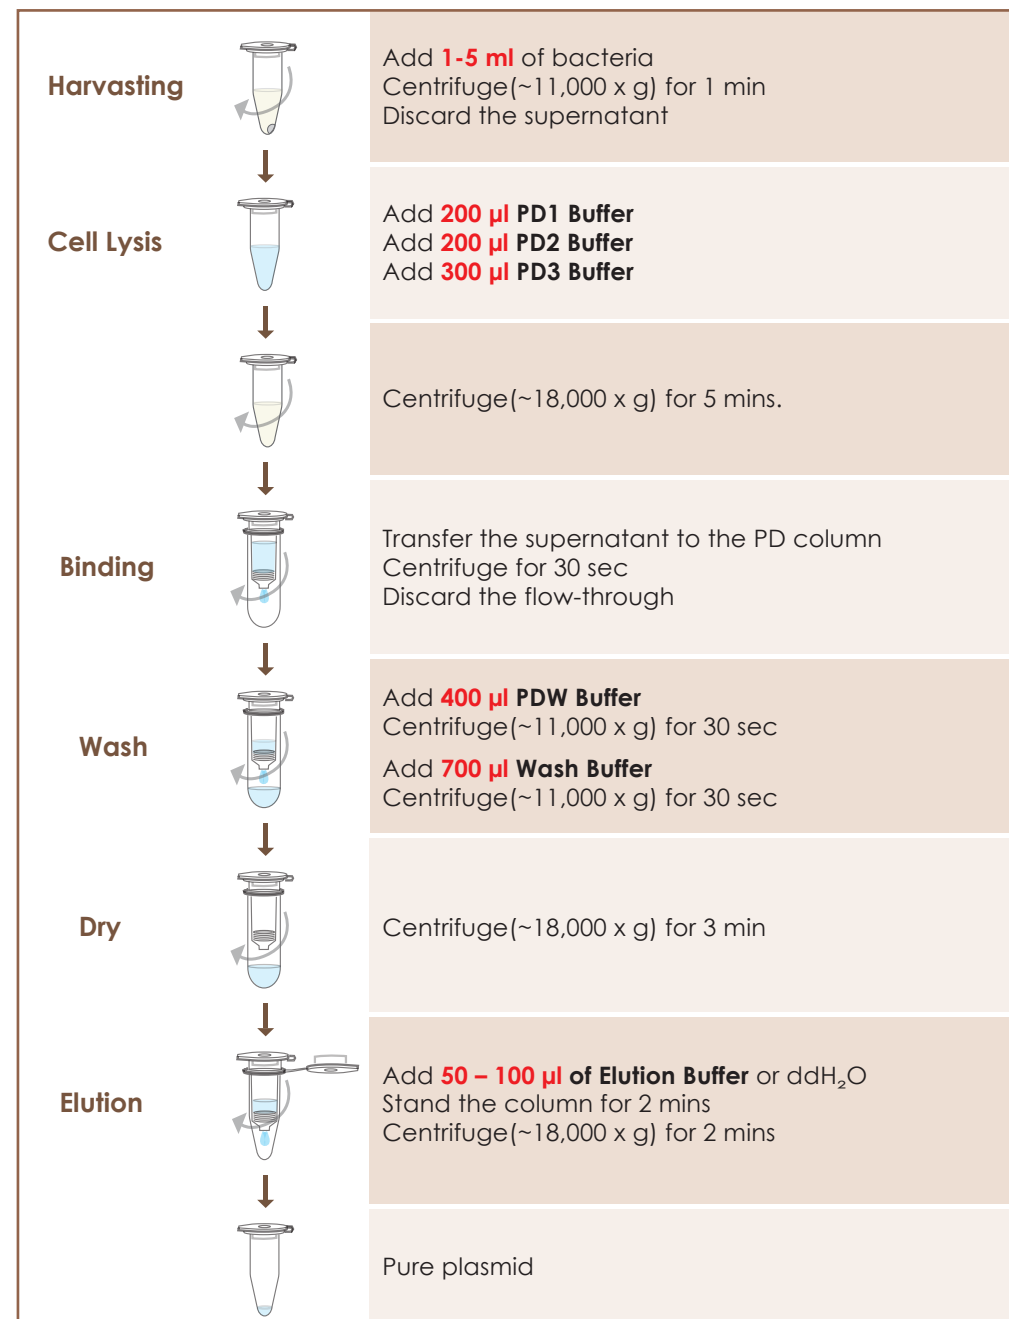 Harvasting
Add 1-5 ml of bacteria
Centrifuge(~11,000 x g) for 1 min
Discard the supernatant
Cell Lysis
Add 200 µl PD1 Buffer
Add 200 µl PD2 Buffer
Add 300 µl PD3 Buffer
Centrifuge(~18,000 x g) for 5 mins.
Binding
Transfer the supernatant to the PD column
Centrifuge for 30 sec
Discard the flow-through
Wash
Add 400 µl PDW Buffer
Centrifuge(~11,000 x g) for 30 sec
Add 700 µl Wash Buffer
Centrifuge(~11,000 x g) for 30 sec
Dry
Centrifuge(~18,000 x g) for 3 min
Elution
Add 50 – 100 µl of Elution Buffer or ddH₂O
Stand the column for 2 mins
Centrifuge(~18,000 x g) for 2 mins
Pure plasmid